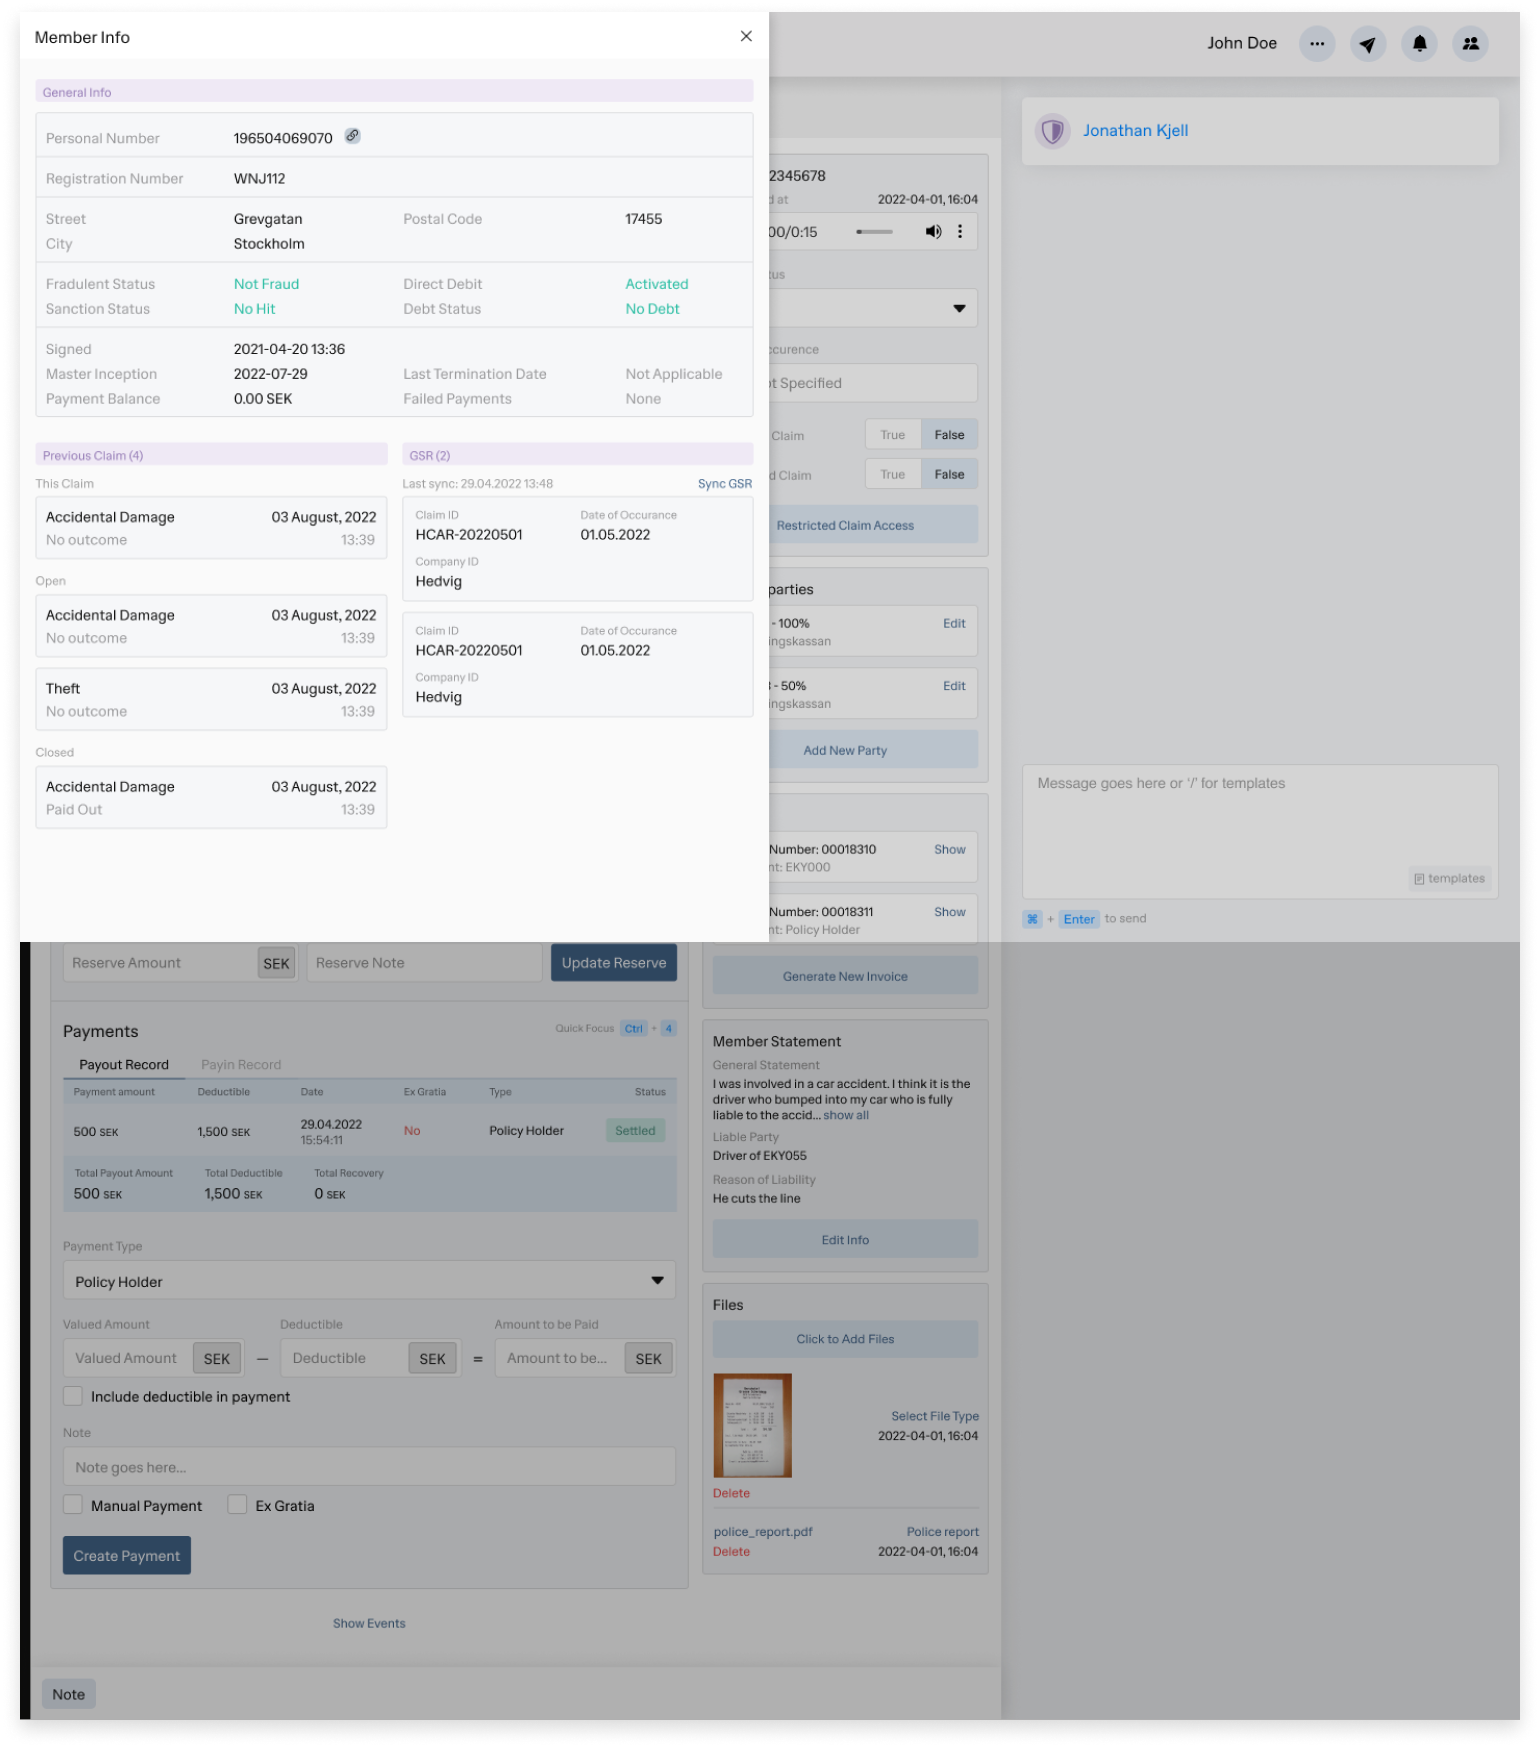 Member Info
John Doe
General Info
Personal Number 196504069070
Registration Number WNJ112
Street Grevgatan Postal Code 17455
City Stockholm
Fradulent Status Not Fraud Direct Debit Activated
Sanction Status No Hit Debt Status No Debt
Signed 2021-04-20 13:36
Master Inception 2022-07-29 Last Termination Date Not Applicable
Payment Balance 0.00 SEK Failed Payments None
Previous Claim (4)
This Claim
Accidental Damage 03 August, 2022
No outcome 13:39
Open
Accidental Damage 03 August, 2022
No outcome 13:39
Theft 03 August, 2022
No outcome 13:39
Closed
Accidental Damage 03 August, 2022
Paid Out 13:39
GSR (2)
Last sync: 29.04.2022 13:48 Sync GSR
Claim ID Date of Occurance
HCAR-20220501 01.05.2022
Company ID
Hedvig
Claim ID Date of Occurance
HCAR-20220501 01.05.2022
Company ID
Hedvig
2345678
d at 2022-04-01, 16:04
00/0:15
tus
ccurence
t Specified
Claim True False
d Claim True False
Restricted Claim Access
parties
- 100% Edit
ingskassan
- 50% Edit
ingskassan
Add New Party
Number: 00018310 Show
nt: EKY000
Number: 00018311 Show
nt: Policy Holder
Generate New Invoice
Jonathan Kjell
Message goes here or '/' for templates
templates
⌘ + Enter to send
Reserve Amount SEK Reserve Note Update Reserve
Payments Quick Focus Ctrl + 4
Payout Record Payin Record
Payment amount Deductible Date Ex Gratia Type Status
500 SEK 1,500 SEK 29.04.2022 No Policy Holder Settled
15:54:11
Total Payout Amount Total Deductible Total Recovery
500 SEK 1,500 SEK 0 SEK
Payment Type
Policy Holder
Valued Amount Deductible Amount to be Paid
Valued Amount SEK — Deductible SEK = Amount to be... SEK
Include deductible in payment
Note
Note goes here...
Manual Payment Ex Gratia
Create Payment
Show Events
Note
Member Statement
General Statement
I was involved in a car accident. I think it is the
driver who bumped into my car who is fully
liable to the accid... show all
Liable Party
Driver of EKY055
Reason of Liability
He cuts the line
Edit Info
Files
Click to Add Files
Select File Type
2022-04-01, 16:04
Delete
police_report.pdf Police report
Delete 2022-04-01, 16:04